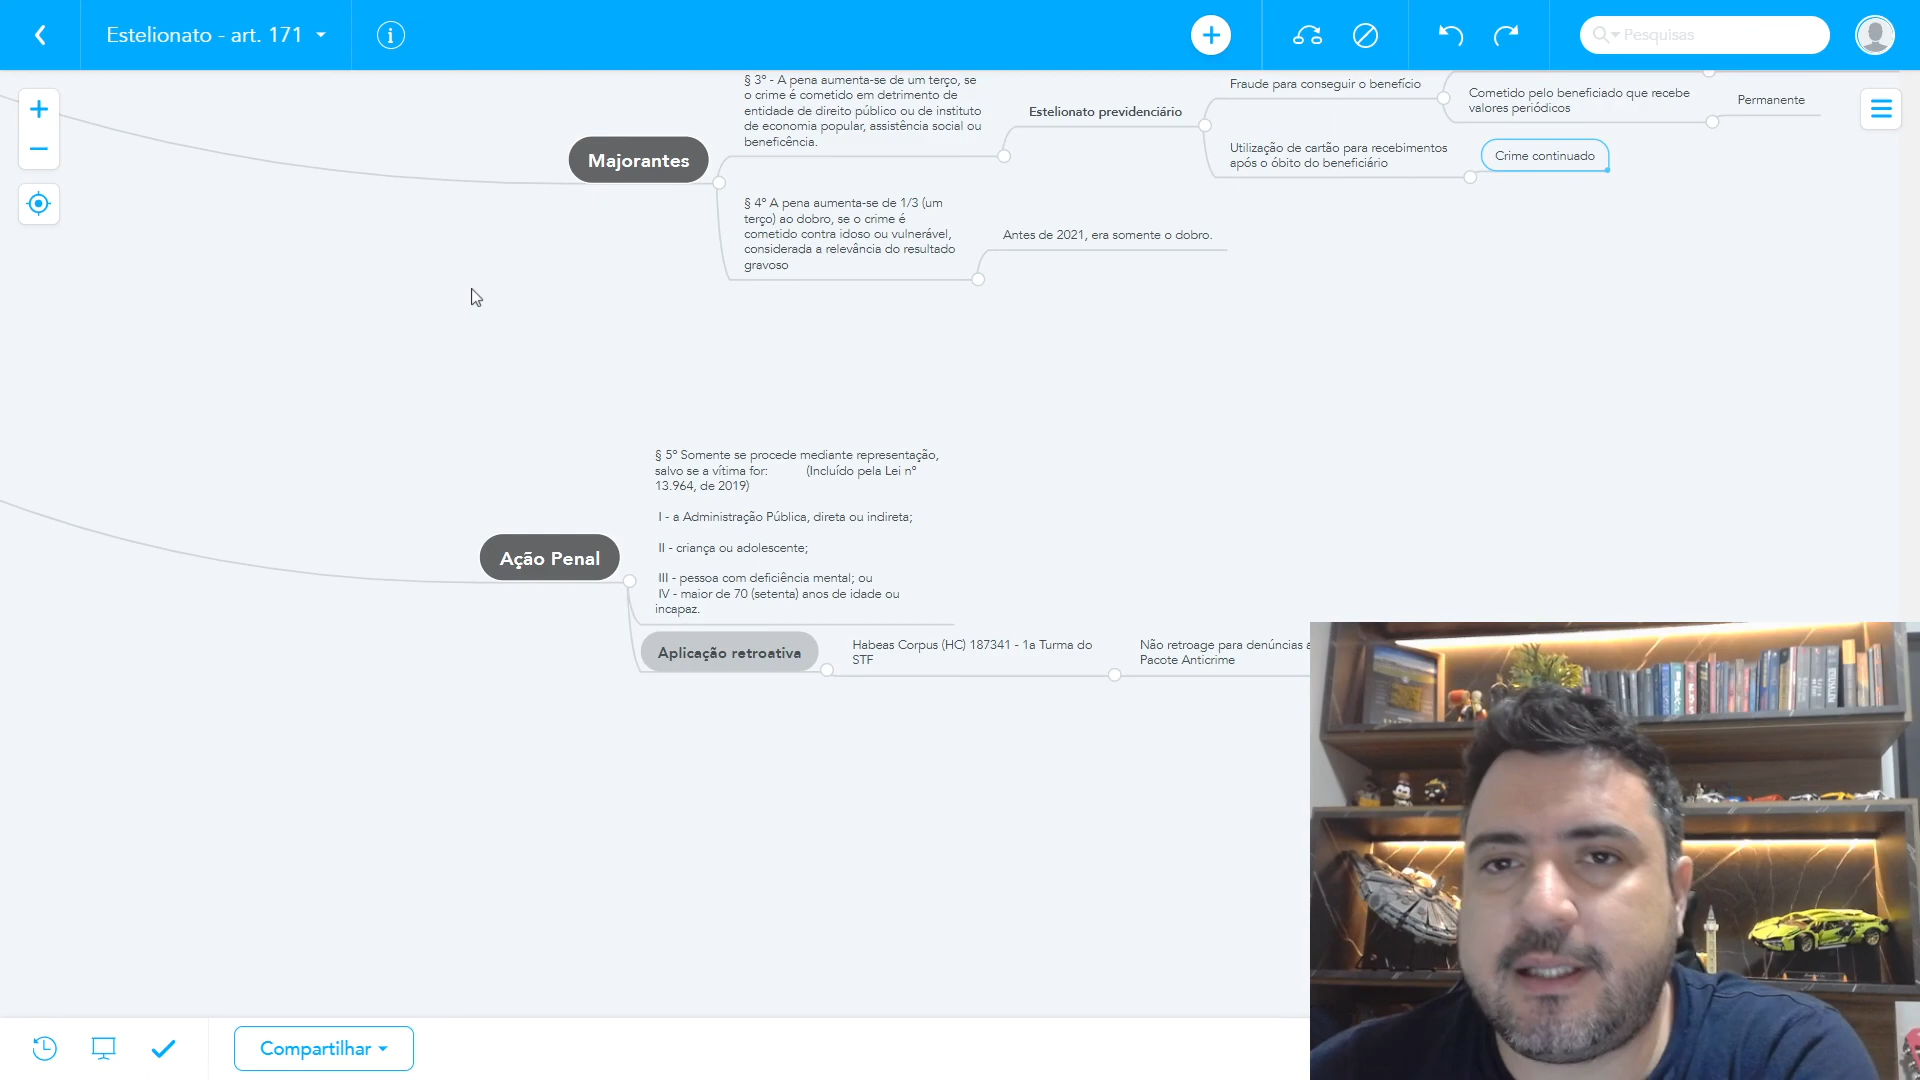 Estelionato - art. 171
Pesquisas
§ 3º - A pena aumenta-se de um terço, se
o crime é cometido em detrimento de
entidade de direito público ou de instituto
de economia popular, assistência social ou
beneficência.
Majorantes
Estelionato previdenciário
Fraude para conseguir o benefício
Cometido pelo beneficiado que recebe
valores periódicos
Permanente
Utilização de cartão para recebimentos
após o óbito do beneficiário
Crime continuado
§ 4º A pena aumenta-se de 1/3 (um
terço) ao dobro, se o crime é
cometido contra idoso ou vulnerável,
considerada a relevância do resultado
gravoso
Antes de 2021, era somente o dobro.
Ação Penal
§ 5º Somente se procede mediante representação,
salvo se a vítima for: (Incluído pela Lei nº
13.964, de 2019)
I - a Administração Pública, direta ou indireta;
II - criança ou adolescente;
III - pessoa com deficiência mental; ou
IV - maior de 70 (setenta) anos de idade ou
incapaz.
Aplicação retroativa
Habeas Corpus (HC) 187341 - 1a Turma do
STF
Não retroage para denúncias a
Pacote Anticrime
Compartilhar